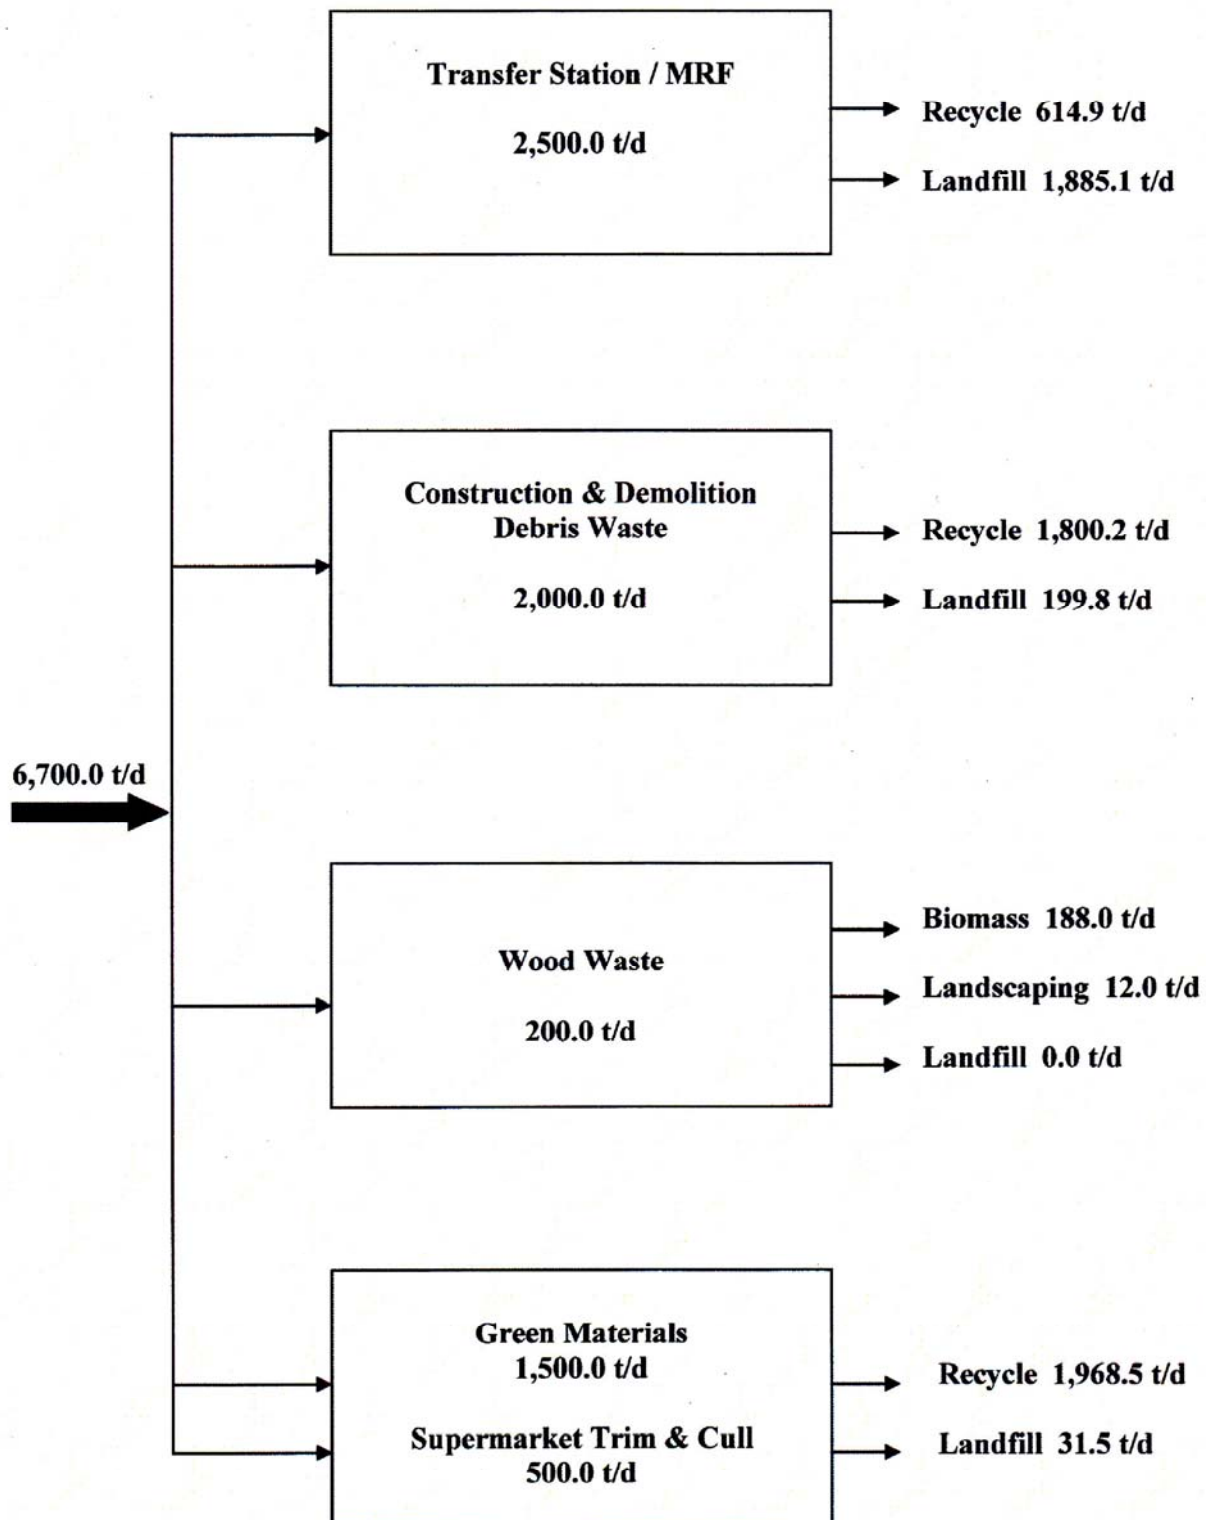 Transfer Station / MRF
2,500.0 t/d
Recycle 614.9 t/d
Landfill 1,885.1 t/d
Construction & Demolition
Debris Waste
2,000.0 t/d
Recycle 1,800.2 t/d
Landfill 199.8 t/d
6,700.0 t/d
Wood Waste
200.0 t/d
Biomass 188.0 t/d
Landscaping 12.0 t/d
Landfill 0.0 t/d
Green Materials
1,500.0 t/d
Supermarket Trim & Cull
500.0 t/d
Recycle 1,968.5 t/d
Landfill 31.5 t/d